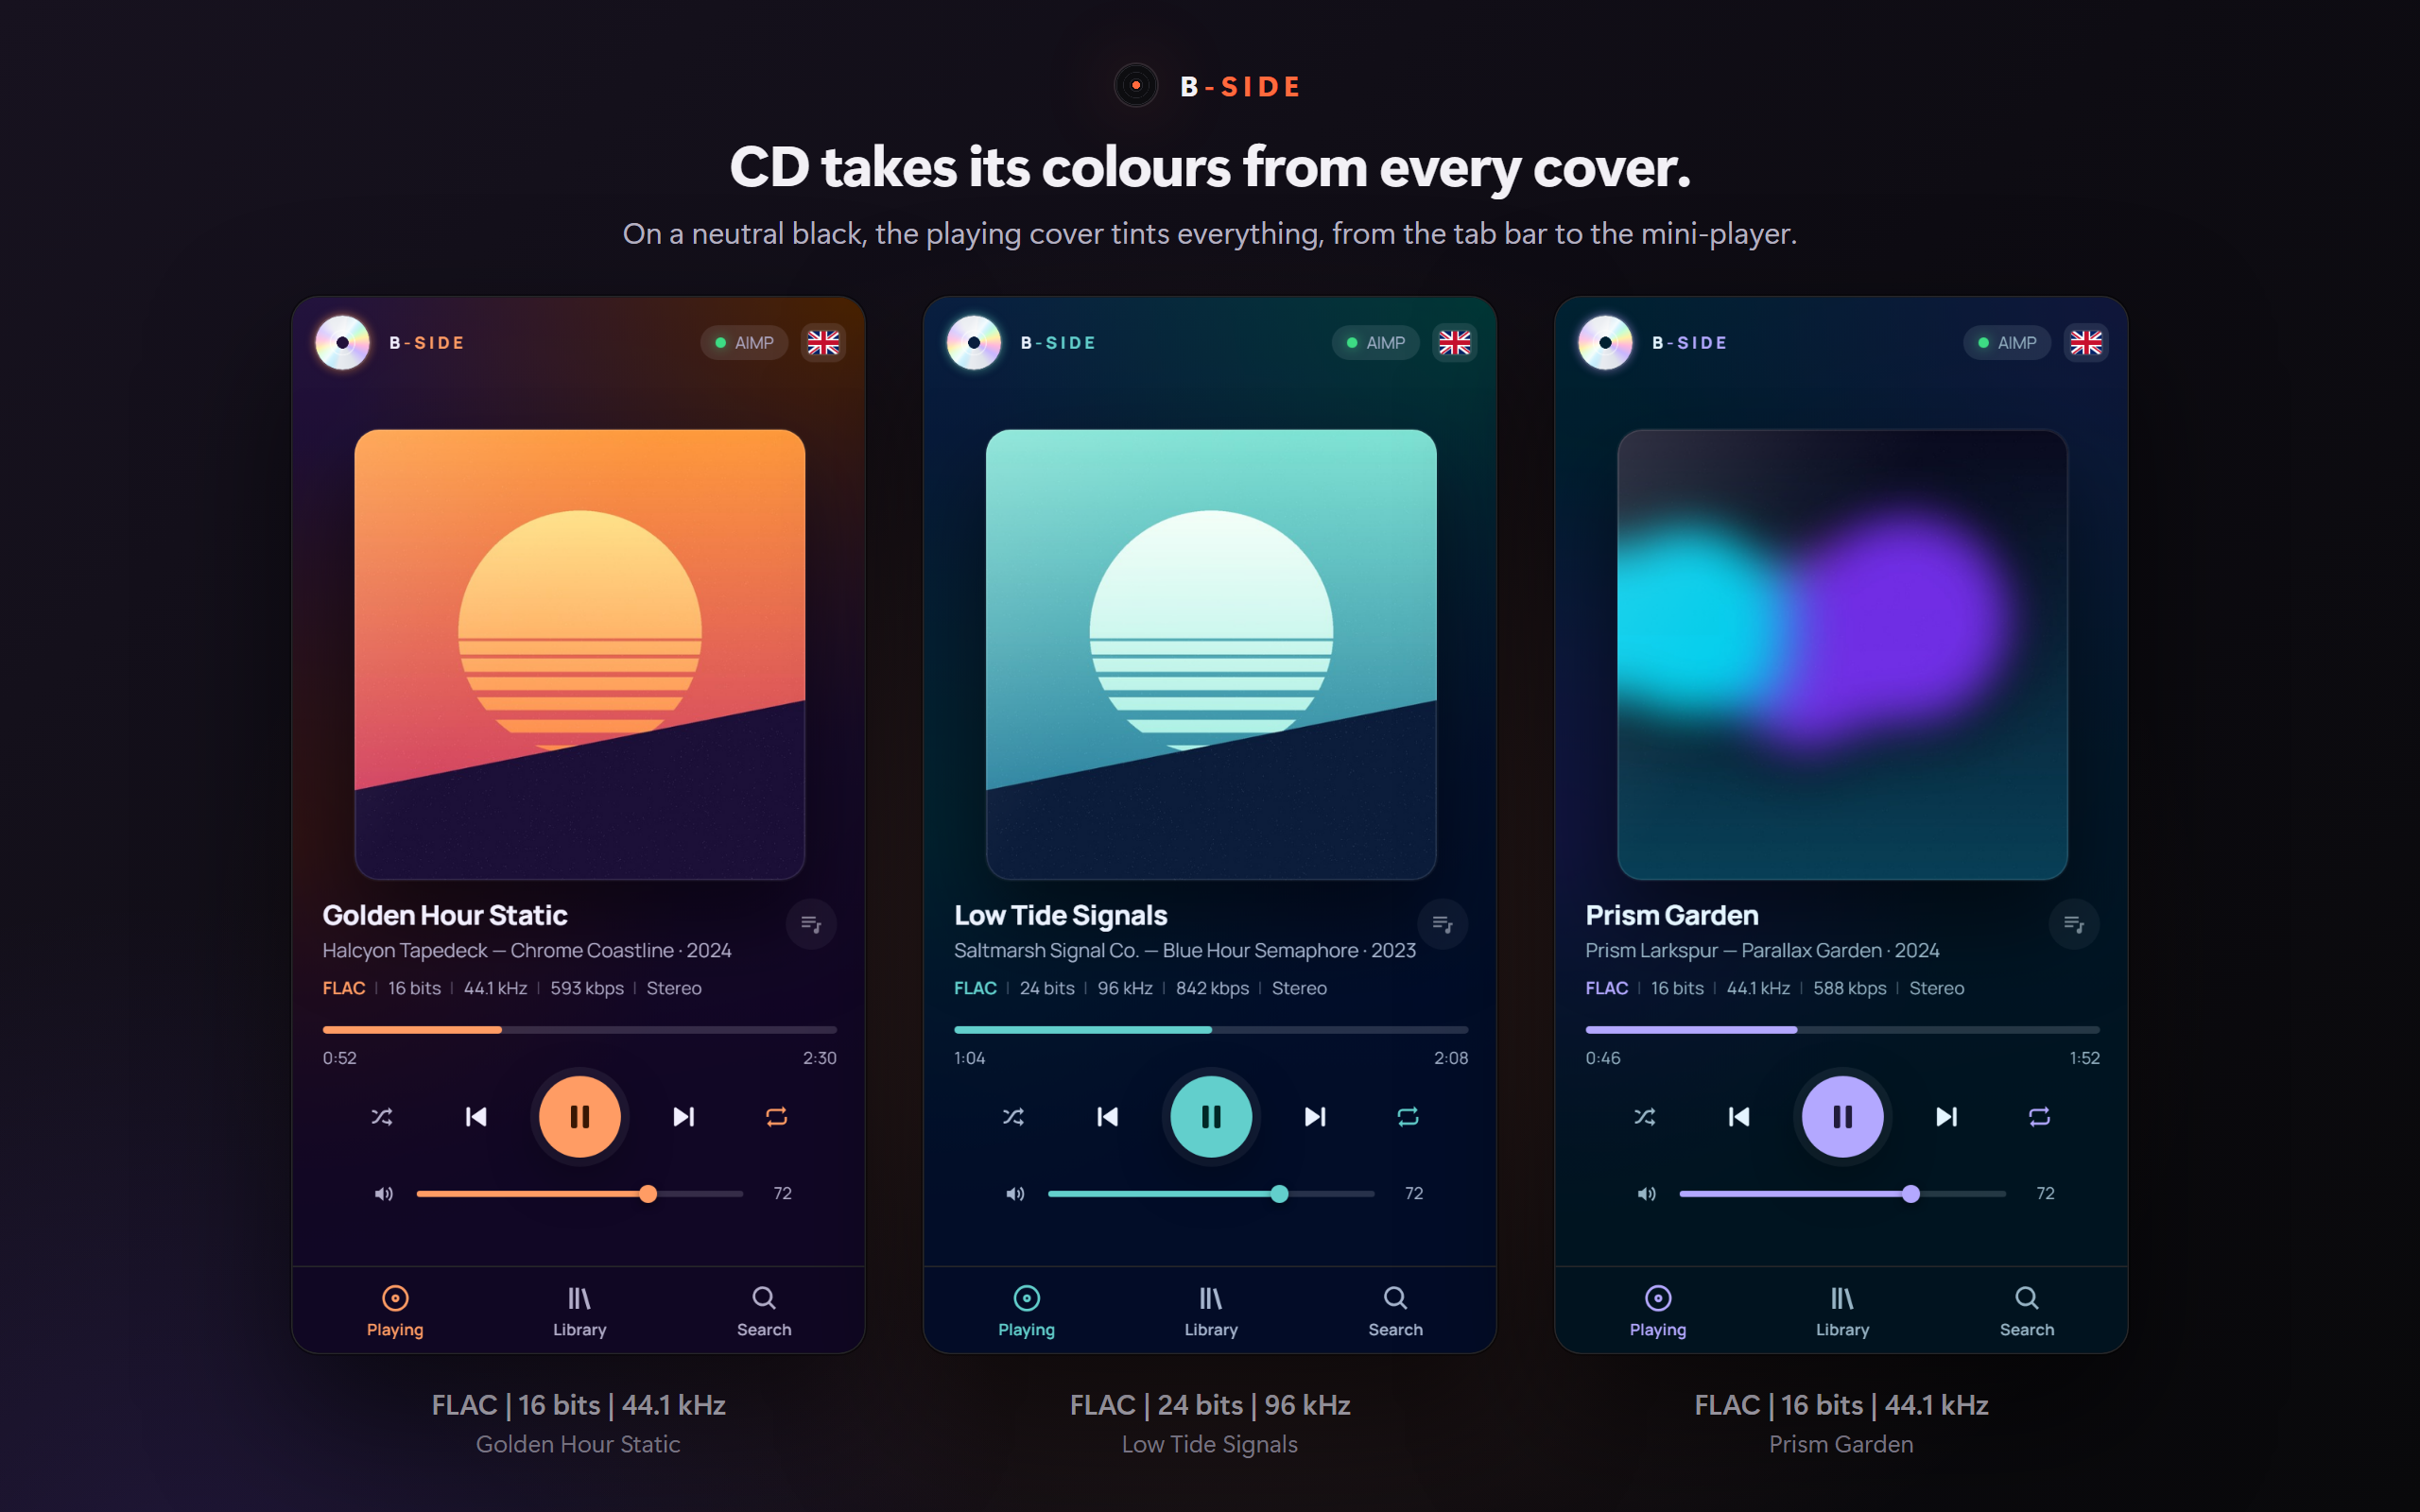 B-SIDE
CD takes its colours from every cover.
On a neutral black, the playing cover tints everything, from the tab bar to the mini-player.
B-SIDE
AIMP
Golden Hour Static
Halcyon Tapedeck — Chrome Coastline · 2024
FLAC | 16 bits | 44.1 kHz | 593 kbps | Stereo
0:52
2:30
72
Playing
Library
Search
FLAC | 16 bits | 44.1 kHz
Golden Hour Static
B-SIDE
AIMP
Low Tide Signals
Saltmarsh Signal Co. — Blue Hour Semaphore · 2023
FLAC | 24 bits | 96 kHz | 842 kbps | Stereo
1:04
2:08
72
Playing
Library
Search
FLAC | 24 bits | 96 kHz
Low Tide Signals
B-SIDE
AIMP
Prism Garden
Prism Larkspur — Parallax Garden · 2024
FLAC | 16 bits | 44.1 kHz | 588 kbps | Stereo
0:46
1:52
72
Playing
Library
Search
FLAC | 16 bits | 44.1 kHz
Prism Garden